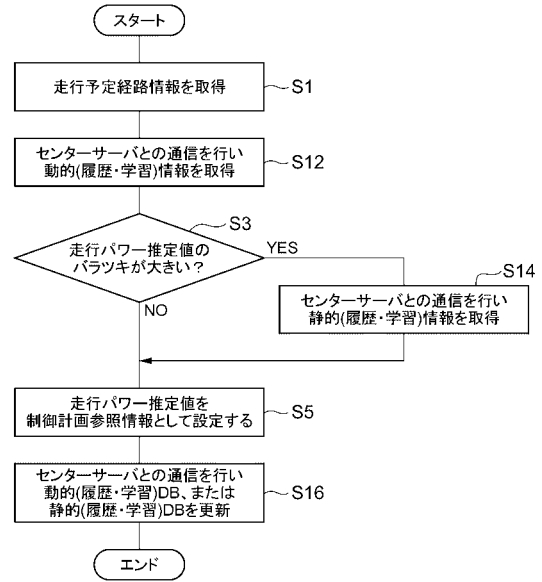 スタート
走行予定経路情報を取得
S1
センターサーバとの通信を行い
動的(履歴・学習)情報を取得
S12
S3
走行パワー推定値の
バラツキが大きい？
YES
S14
センターサーバとの通信を行い
静的(履歴・学習)情報を取得
NO
走行パワー推定値を
制御計画参照情報として設定する
S5
センターサーバとの通信を行い
動的(履歴・学習)DB、または
静的(履歴・学習)DBを更新
S16
エンド